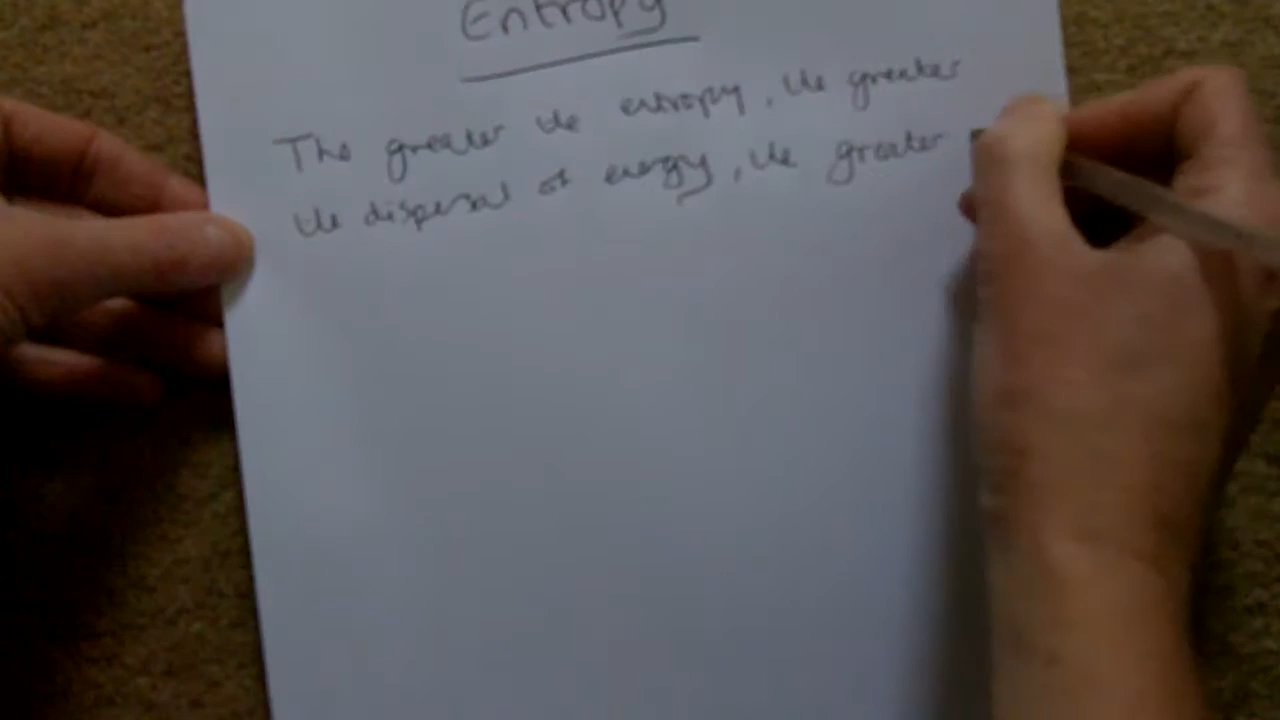 Entropy
The greater the entropy, the greater
the dispersal of energy, the greater